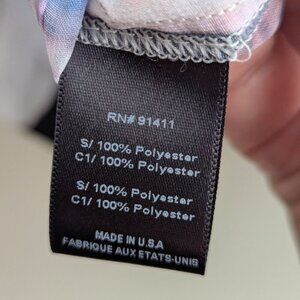 RN# 91411
S/ 100% Polyester
C1/ 100% Polyester
S/ 100% Polyester
C1/ 100% Polyester
MADE IN U.S.A
FABRIQUE AUX ETATS-UNIS